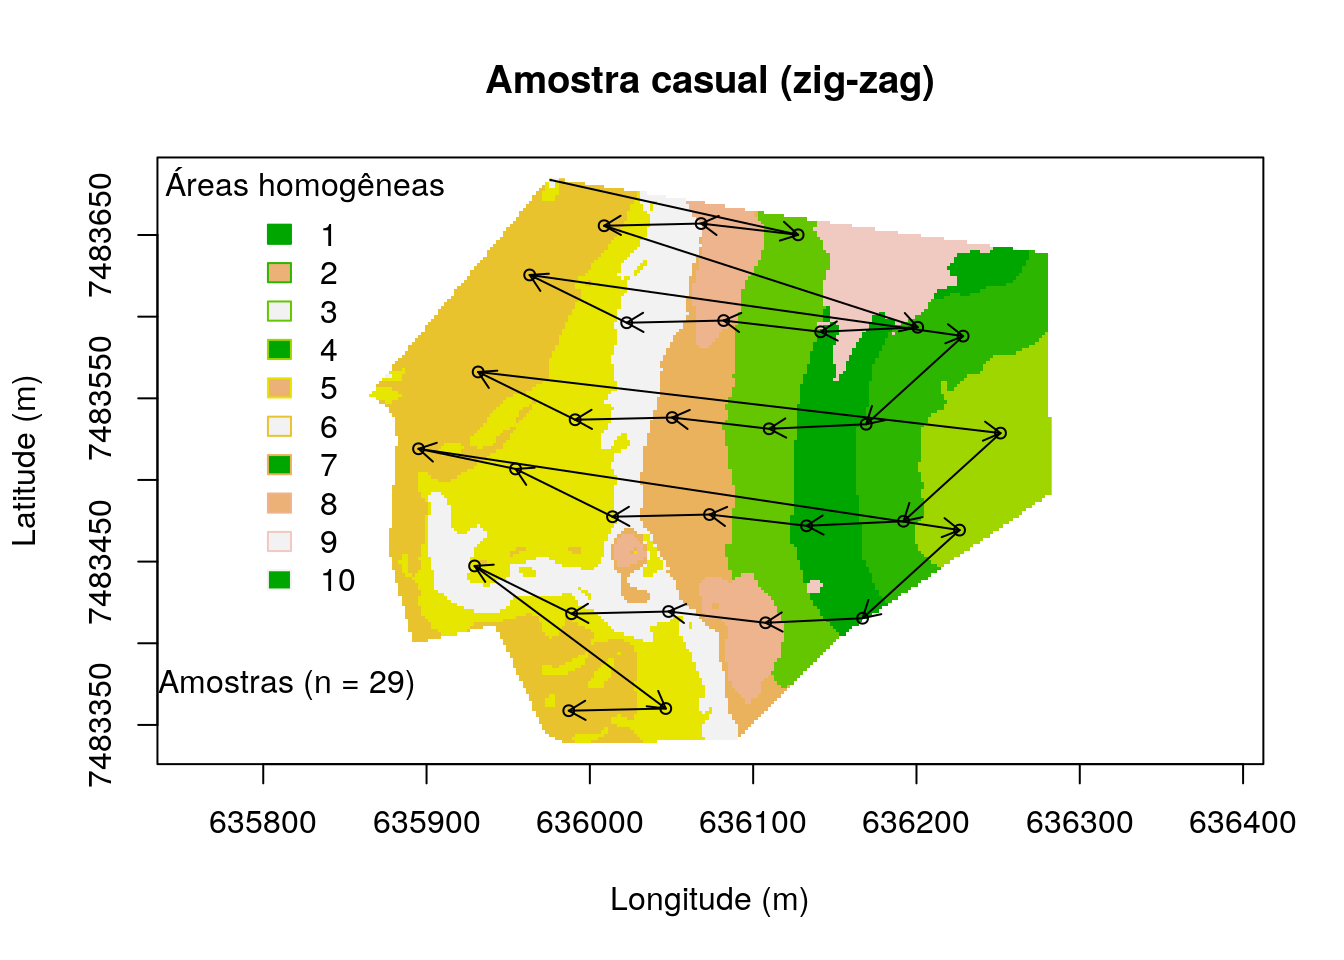 Amostra casual (zig-zag)
Áreas homogêneas
1
2
3
4
5
6
7
8
9
10
Amostras (n = 29)
7483650
7483550
7483450
7483350
Latitude (m)
635800 635900 636000 636100 636200 636300 636400
Longitude (m)